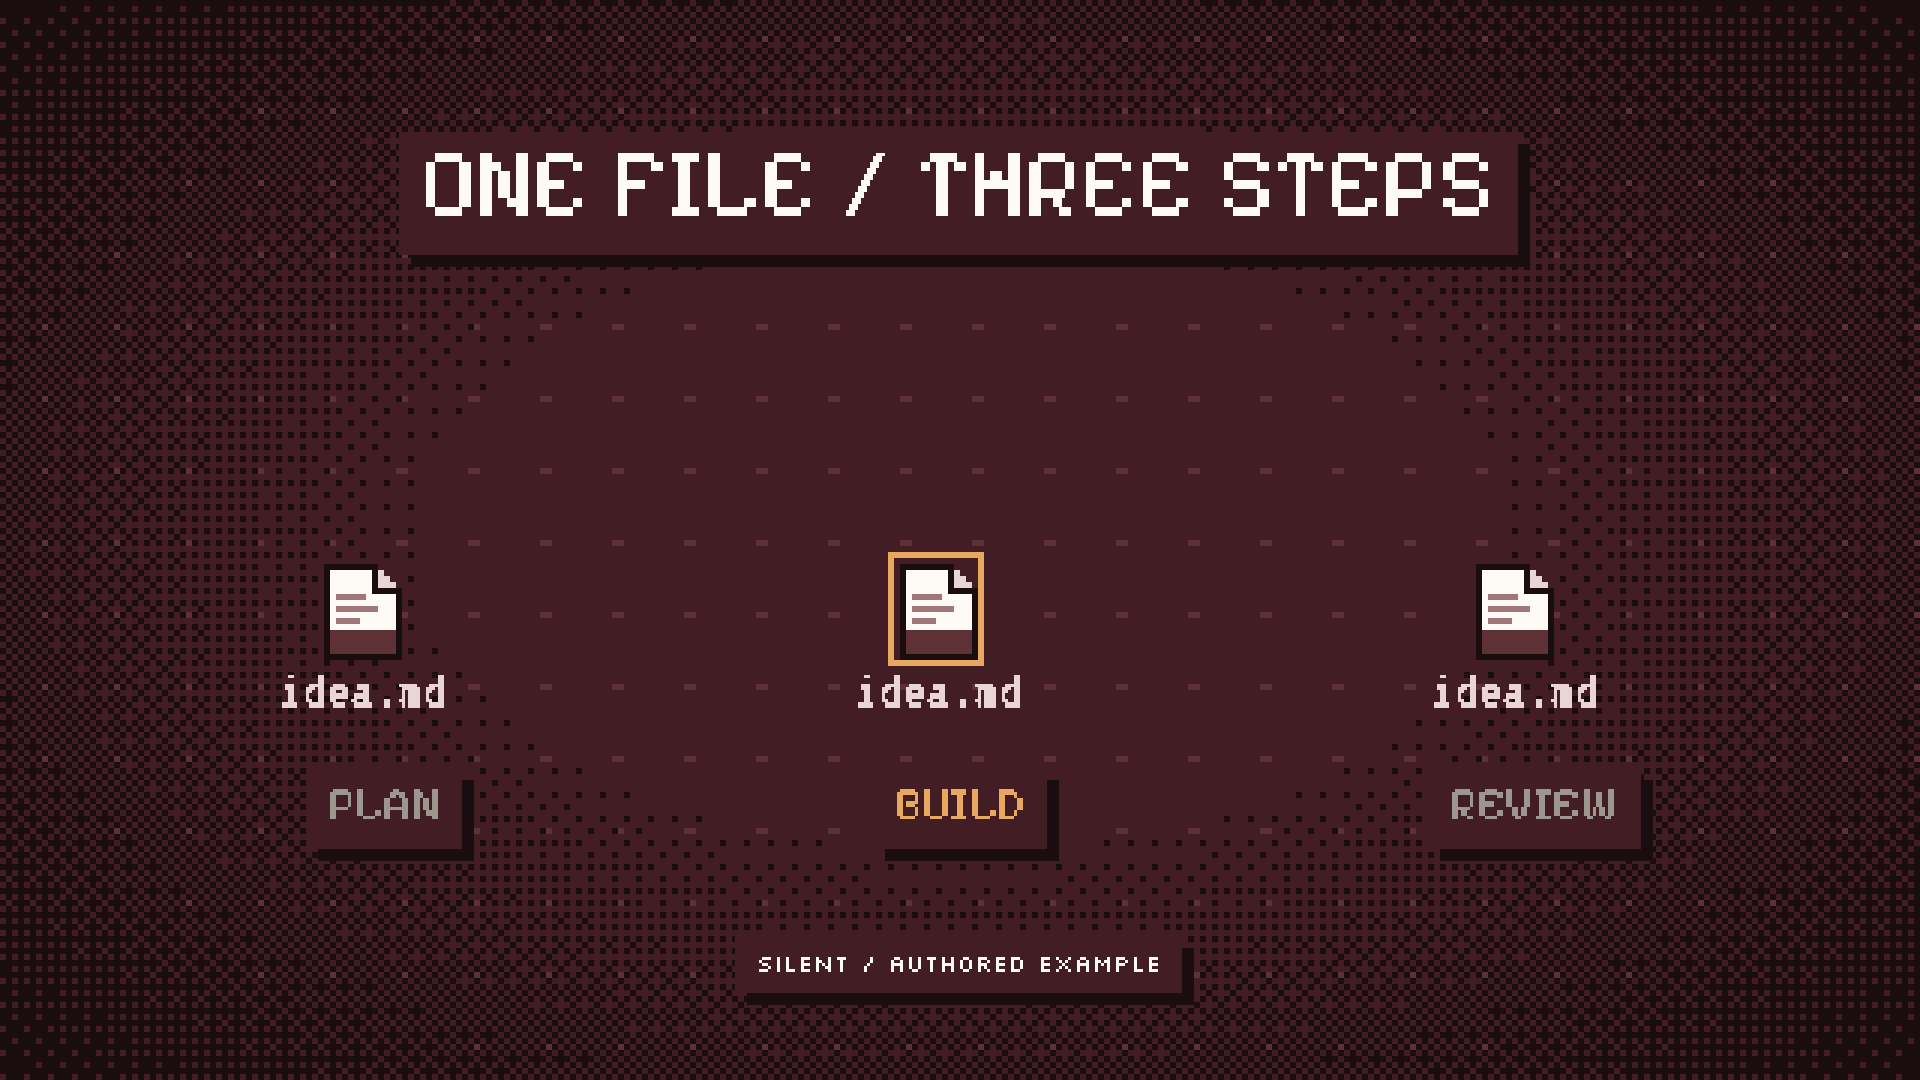 ONE FILE / THREE STEPS
idea.md idea.md idea.md
PLAN BUILD REVIEW
SILENT / AUTHORED EXAMPLE